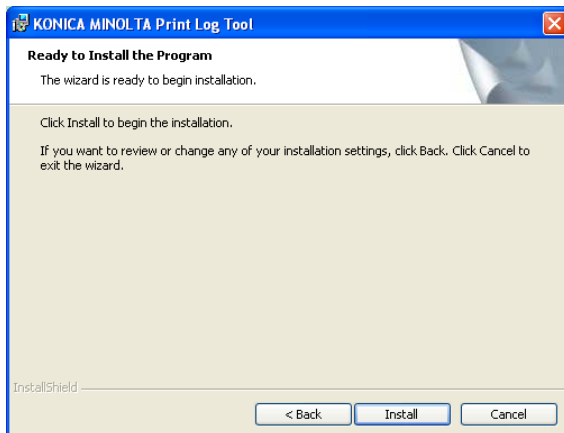 KONICA MINOLTA Print Log Tool
Ready to Install the Program
The wizard is ready to begin installation.
Click Install to begin the installation.
If you want to review or change any of your installation settings, click Back. Click Cancel to
exit the wizard.
InstallShield
< Back Install Cancel